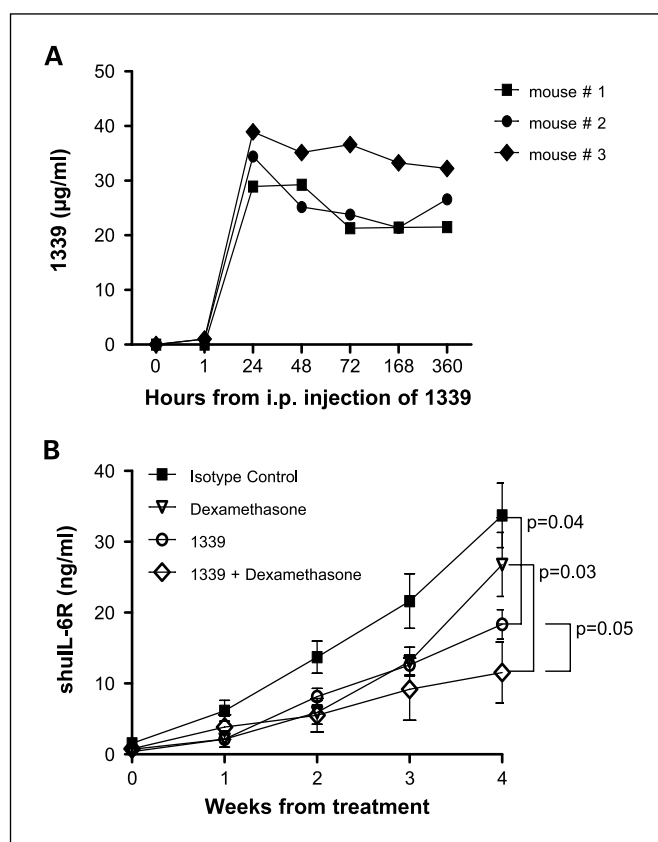 A
50
40
30
20
10
0
1339 (µg/ml)
0 1 24 48 72 168 360
Hours from i.p. injection of 1339
mouse # 1
mouse # 2
mouse # 3
B
40
30
20
10
0
shuIL-6R (ng/ml)
Isotype Control
Dexamethasone
1339
1339 + Dexamethasone
p=0.04
p=0.03
p=0.05
0 1 2 3 4
Weeks from treatment